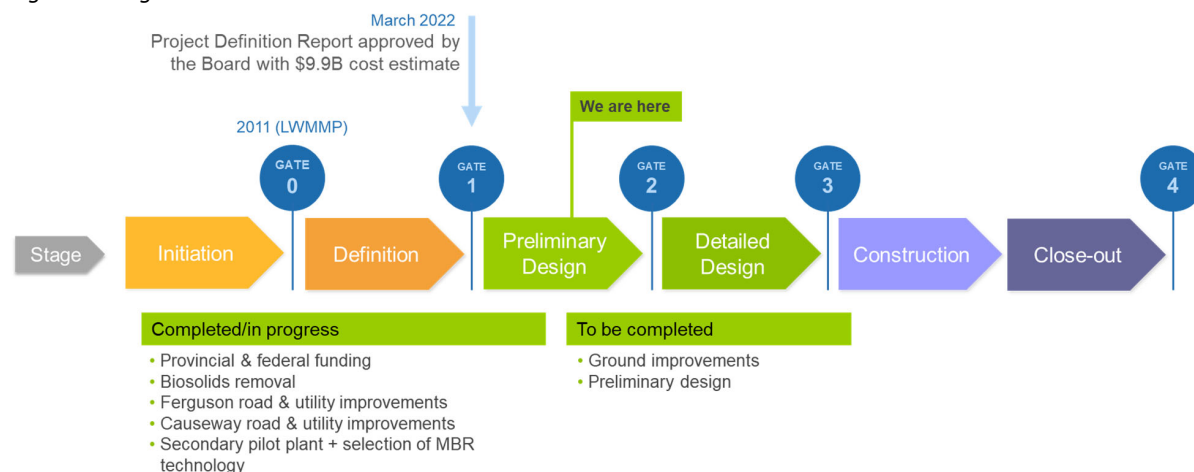 March 2022
Project Definition Report approved by
the Board with $9.9B cost estimate
We are here
2011 (LWMMP)
GATE
0
GATE
1
GATE
2
GATE
3
GATE
4
Stage
Initiation
Definition
Preliminary
Design
Detailed
Design
Construction
Close-out
Completed/in progress
• Provincial & federal funding
• Biosolids removal
• Ferguson road & utility improvements
• Causeway road & utility improvements
• Secondary pilot plant + selection of MBR
technology
To be completed
• Ground improvements
• Preliminary design